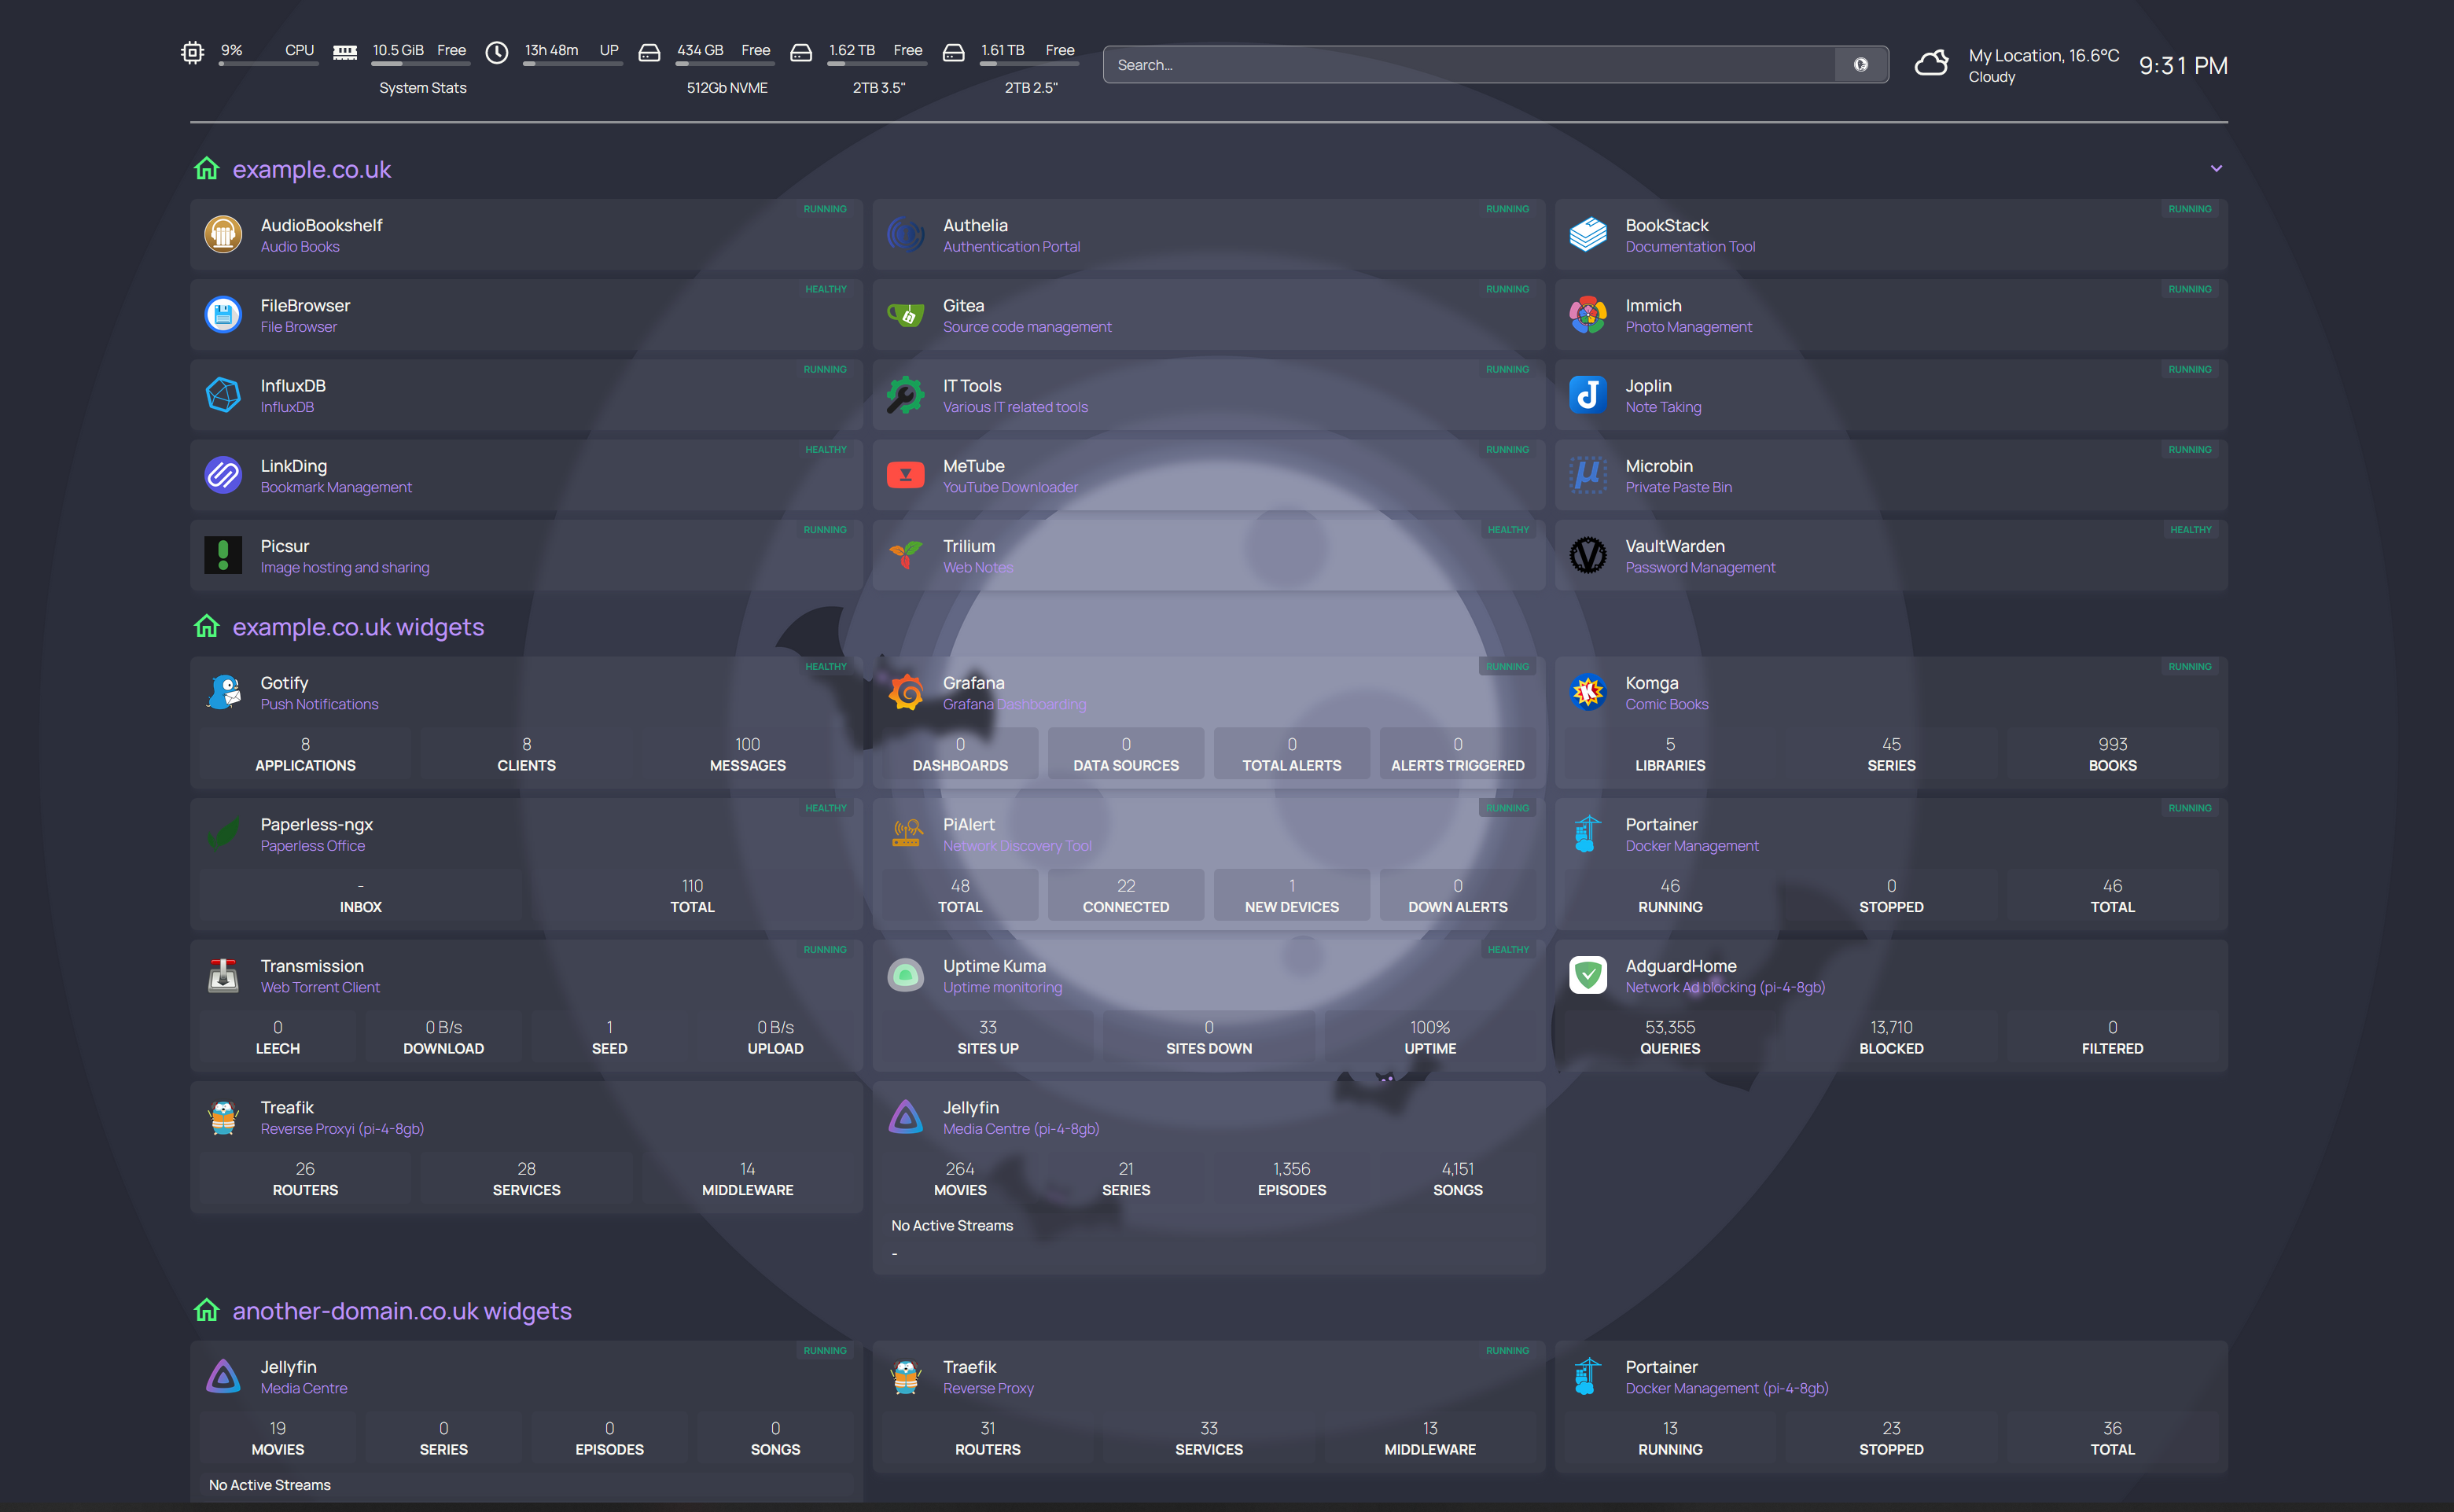 9% CPU
10.5 GiB Free
13h 48m UP
System Stats
434 GB Free
512Gb NVME
1.62 TB Free
2TB 3.5"
1.61 TB Free
2TB 2.5"
Search...
My Location, 16.6°C
Cloudy
9:31 PM
example.co.uk
AudioBookshelf
Audio Books
RUNNING
Authelia
Authentication Portal
RUNNING
BookStack
Documentation Tool
RUNNING
FileBrowser
File Browser
HEALTHY
Gitea
Source code management
RUNNING
Immich
Photo Management
RUNNING
InfluxDB
InfluxDB
RUNNING
IT Tools
Various IT related tools
RUNNING
Joplin
Note Taking
RUNNING
LinkDing
Bookmark Management
HEALTHY
MeTube
YouTube Downloader
RUNNING
Microbin
Private Paste Bin
RUNNING
Picsur
Image hosting and sharing
RUNNING
Trilium
Web Notes
HEALTHY
VaultWarden
Password Management
HEALTHY
example.co.uk widgets
Gotify
Push Notifications
HEALTHY
8 8 100
APPLICATIONS CLIENTS MESSAGES
Grafana
Grafana Dashboarding
RUNNING
0 0 0 0
DASHBOARDS DATA SOURCES TOTAL ALERTS ALERTS TRIGGERED
Komga
Comic Books
RUNNING
5 45 993
LIBRARIES SERIES BOOKS
Paperless-ngx
Paperless Office
HEALTHY
- 110
INBOX TOTAL
PiAlert
Network Discovery Tool
RUNNING
48 22 1 0
TOTAL CONNECTED NEW DEVICES DOWN ALERTS
Portainer
Docker Management
RUNNING
46 0 46
RUNNING STOPPED TOTAL
Transmission
Web Torrent Client
RUNNING
0 0 B/s 1 0 B/s
LEECH DOWNLOAD SEED UPLOAD
Uptime Kuma
Uptime monitoring
HEALTHY
33 0 100%
SITES UP SITES DOWN UPTIME
AdguardHome
Network Ad blocking (pi-4-8gb)
53,355 13,710 0
QUERIES BLOCKED FILTERED
Treafik
Reverse Proxyi (pi-4-8gb)
26 28 14
ROUTERS SERVICES MIDDLEWARE
Jellyfin
Media Centre (pi-4-8gb)
264 21 1,356 4,151
MOVIES SERIES EPISODES SONGS
No Active Streams
-
another-domain.co.uk widgets
Jellyfin
Media Centre
RUNNING
19 0 0 0
MOVIES SERIES EPISODES SONGS
No Active Streams
Traefik
Reverse Proxy
RUNNING
31 33 13
ROUTERS SERVICES MIDDLEWARE
Portainer
Docker Management (pi-4-8gb)
13 23 36
RUNNING STOPPED TOTAL